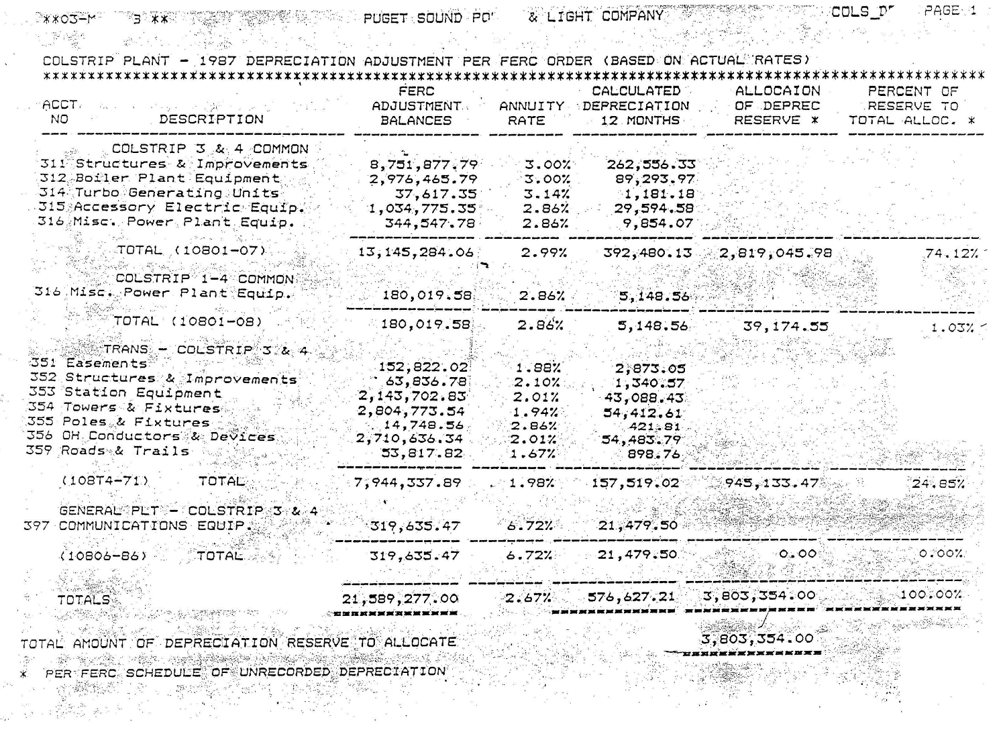 **03-M 3 ** PUGET SOUND PO & LIGHT COMPANY COLS_D PAGE 1
COLSTRIP PLANT - 1987 DEPRECIATION ADJUSTMENT PER FERC ORDER (BASED ON ACTUAL RATES)
**********************************************************************************************************
FERC CALCULATED ALLOCAION PERCENT OF
ACCT. ADJUSTMENT ANNUITY DEPRECIATION OF DEPREC RESERVE TO
NO DESCRIPTION BALANCES RATE 12 MONTHS RESERVE * TOTAL ALLOC. *
COLSTRIP 3 & 4 COMMON
311 Structures & Improvements 8,751,877.79 3.00% 262,556.33
312 Boiler Plant Equipment 2,976,465.79 3.00% 89,293.97
314 Turbo Generating Units 37,617.35 3.14% 1,181.18
315 Accessory Electric Equip. 1,034,775.35 2.86% 29,594.58
316 Misc. Power Plant Equip. 344,547.78 2.86% 9,854.07
TOTAL (10801-07) 13,145,284.06 2.99% 392,480.13 2,819,045.98 74.12%
COLSTRIP 1-4 COMMON
316 Misc. Power Plant Equip. 180,019.58 2.86% 5,148.56
TOTAL (10801-08) 180,019.58 2.86% 5,148.56 39,174.55 1.03%
TRANS - COLSTRIP 3 & 4
351 Easements 152,822.02 1.88% 2,873.05
352 Structures & Improvements 63,836.78 2.10% 1,340.57
353 Station Equipment 2,143,702.83 2.01% 43,088.43
354 Towers & Fixtures 2,804,773.54 1.94% 54,412.61
355 Poles & Fixtures 14,748.56 2.86% 421.81
356 OH Conductors & Devices 2,710,636.34 2.01% 54,483.79
359 Roads & Trails 53,817.82 1.67% 898.76
(108T4-71) TOTAL 7,944,337.89 1.98% 157,519.02 945,133.47 24.85%
GENERAL PLT - COLSTRIP 3 & 4
397 COMMUNICATIONS EQUIP. 319,635.47 6.72% 21,479.50
(10806-86) TOTAL 319,635.47 6.72% 21,479.50 0.00 0.00%
TOTALS 21,589,277.00 2.67% 576,627.21 3,803,354.00 100.00%
TOTAL AMOUNT OF DEPRECIATION RESERVE TO ALLOCATE 3,803,354.00
* PER FERC SCHEDULE OF UNRECORDED DEPRECIATION